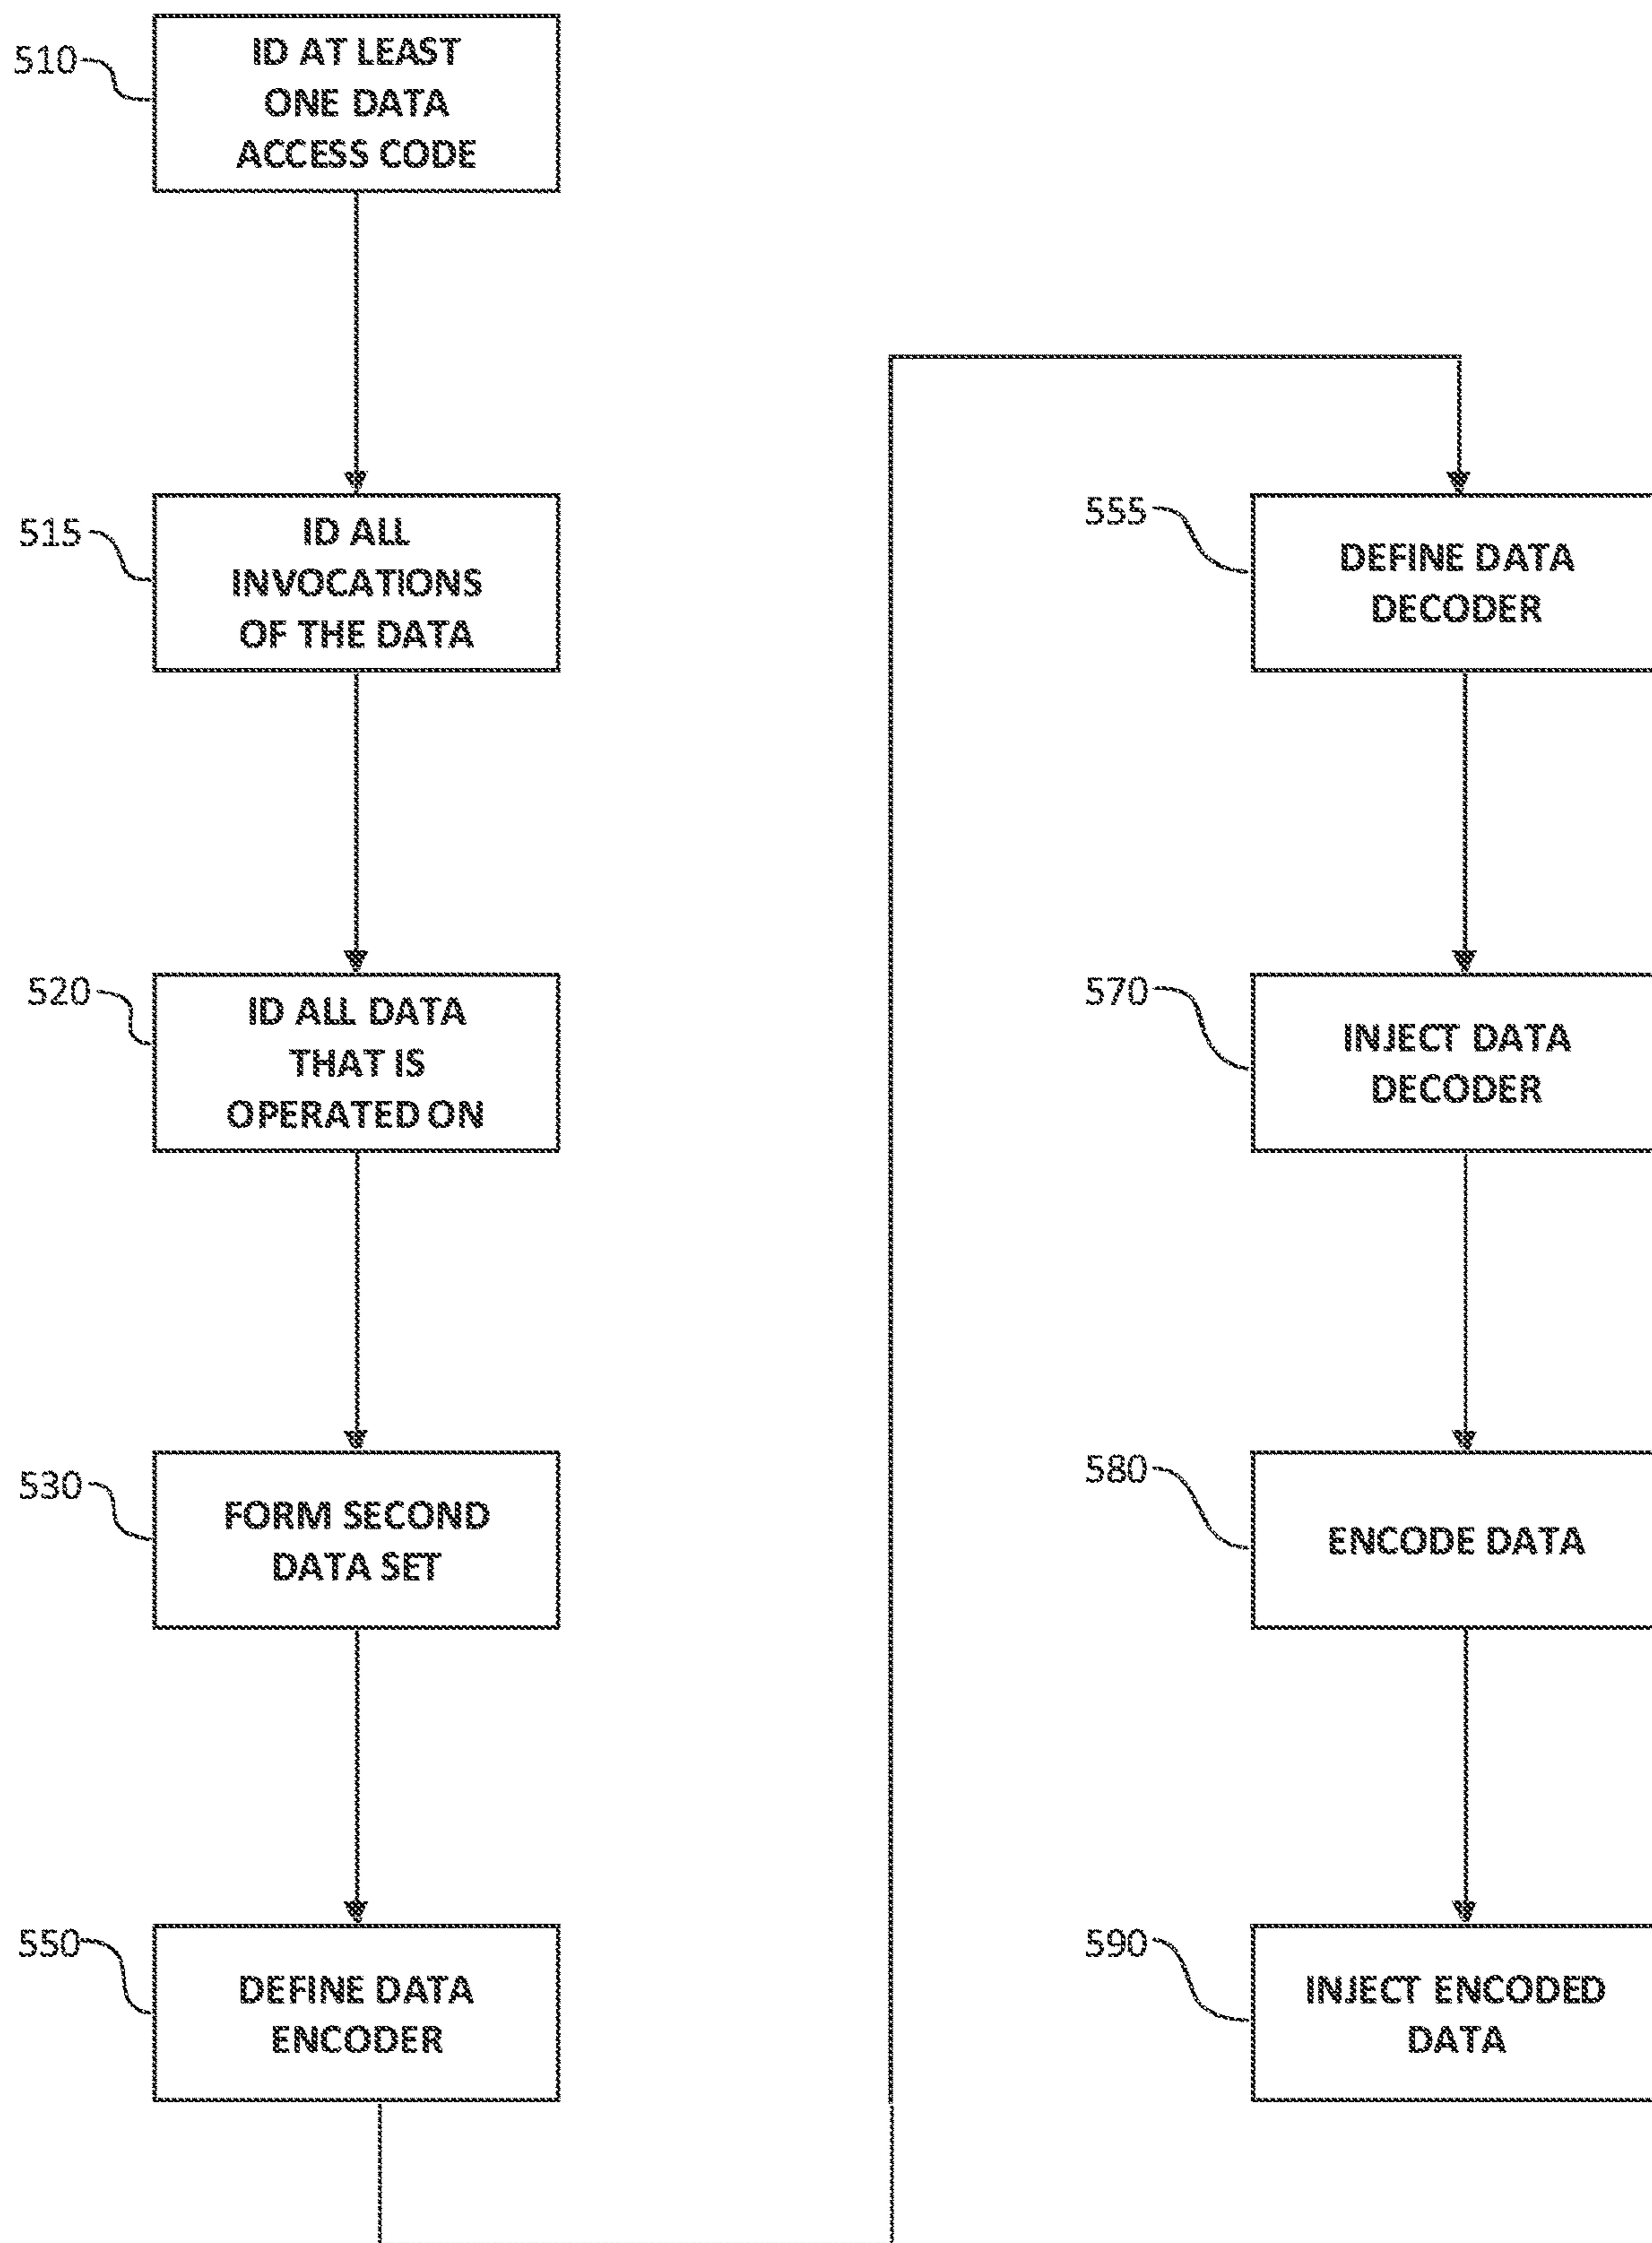 510
ID AT LEAST
ONE DATA
ACCESS CODE
515
ID ALL
INVOCATIONS
OF THE DATA
520
ID ALL DATA
THAT IS
OPERATED ON
530
FORM SECOND
DATA SET
550
DEFINE DATA
ENCODER
555
DEFINE DATA
DECODER
570
INJECT DATA
DECODER
580
ENCODE DATA
590
INJECT ENCODED
DATA